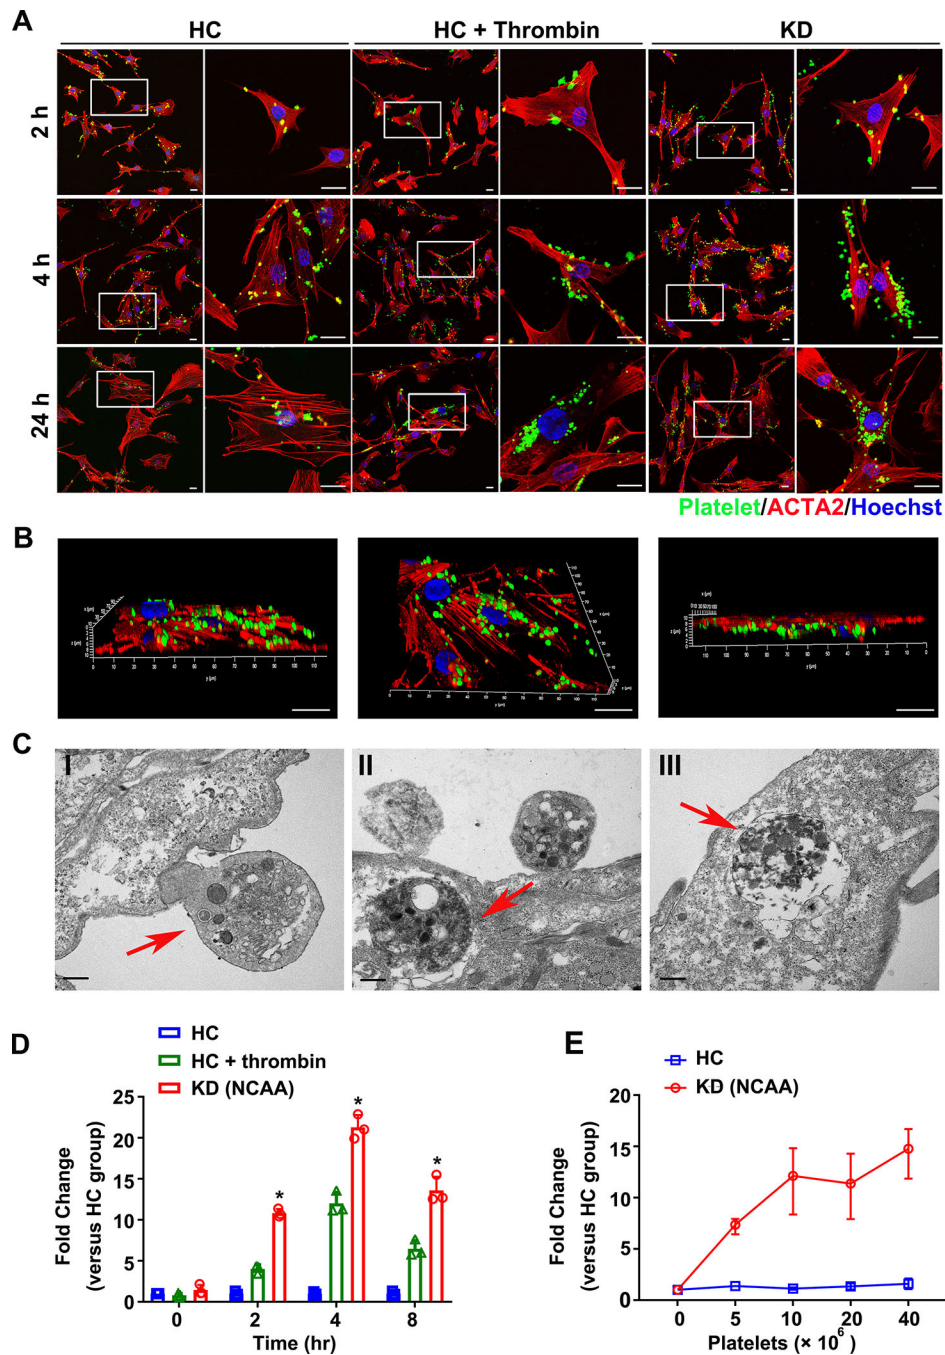 A
HC
HC + Thrombin
KD
2 h
4 h
24 h
Platelet/ACTA2/Hoechst
B
C
I
II
III
D
HC
HC + thrombin
KD (NCAA)
Fold Change
(versus HC group)
25
20
15
10
5
0
*
*
*
0
2
4
8
Time (hr)
E
HC
KD (NCAA)
Fold Change
(versus HC group)
20
15
10
5
0
0
5
10
20
40
Platelets (× 10⁶)